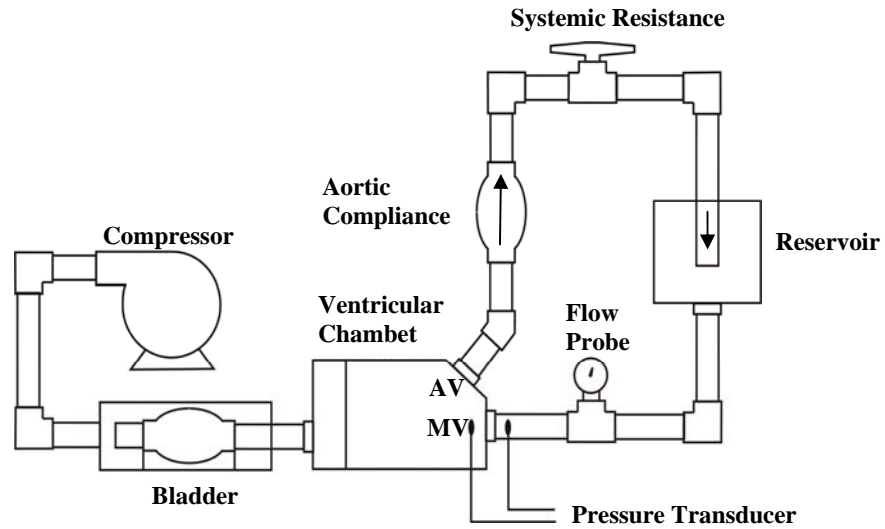 Systemic Resistance
Aortic
Compliance
Compressor
Reservoir
Ventricular
Chambet
Flow
Probe
AV
MV
Bladder
Pressure Transducer